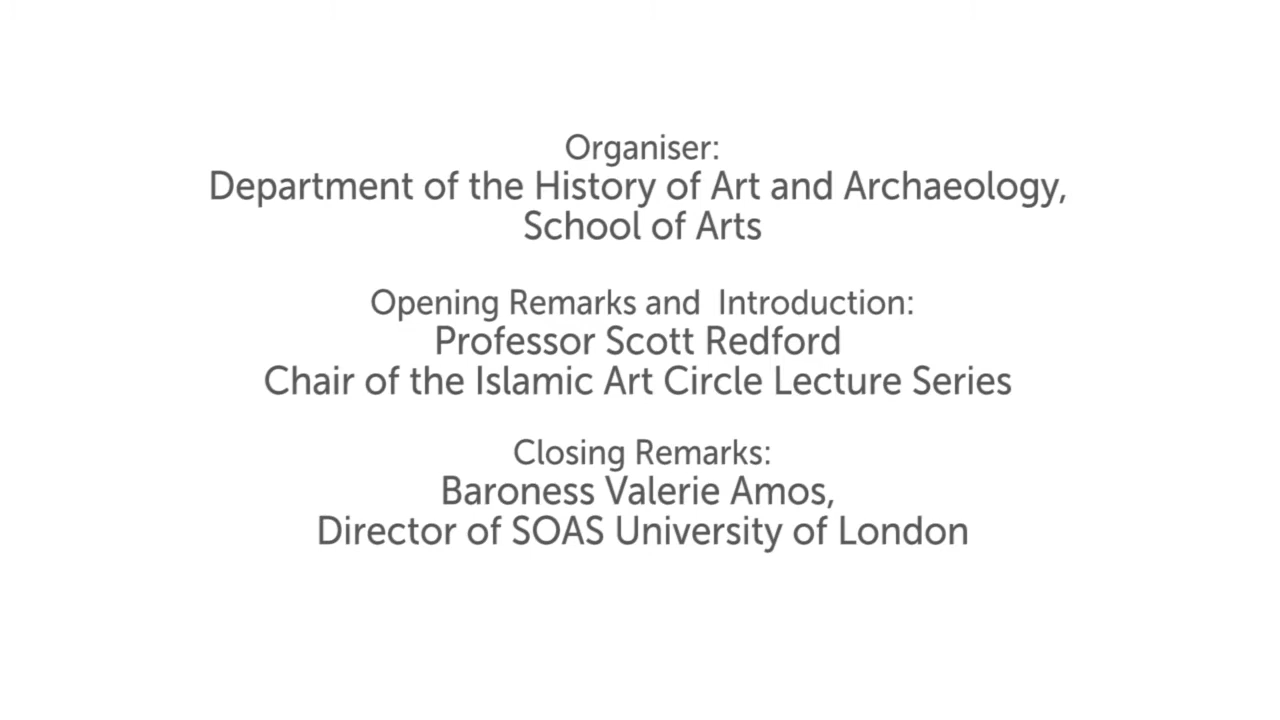 Organiser:
Department of the History of Art and Archaeology,
School of Arts
Opening Remarks and  Introduction:
Professor Scott Redford
Chair of the Islamic Art Circle Lecture Series
Closing Remarks:
Baroness Valerie Amos,
Director of SOAS University of London